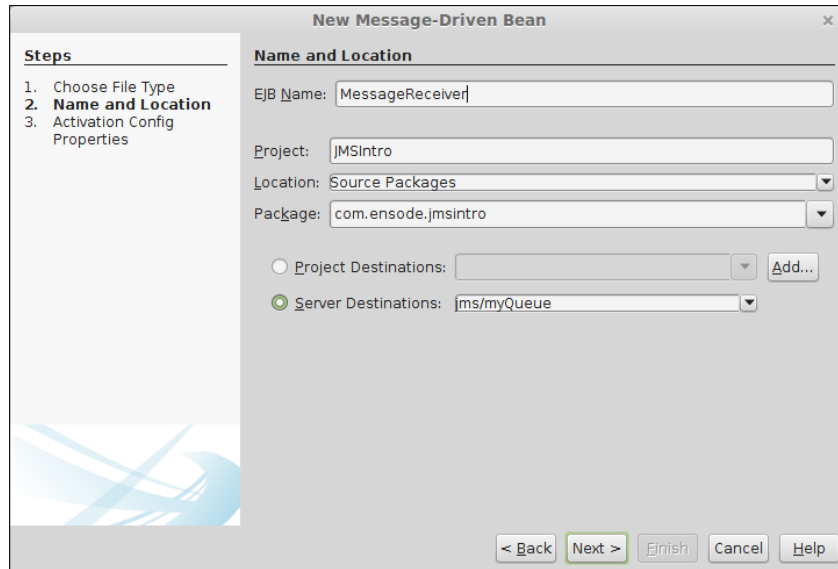 New Message-Driven Bean
×
Steps
1. Choose File Type
2. Name and Location
3. Activation Config
Properties
Name and Location
EJB Name: MessageReceiver
Project: JMSIntro
Location: Source Packages
Package: com.ensode.jmsintro
Project Destinations: Add...
Server Destinations: jms/myQueue
< Back Next > Finish Cancel Help